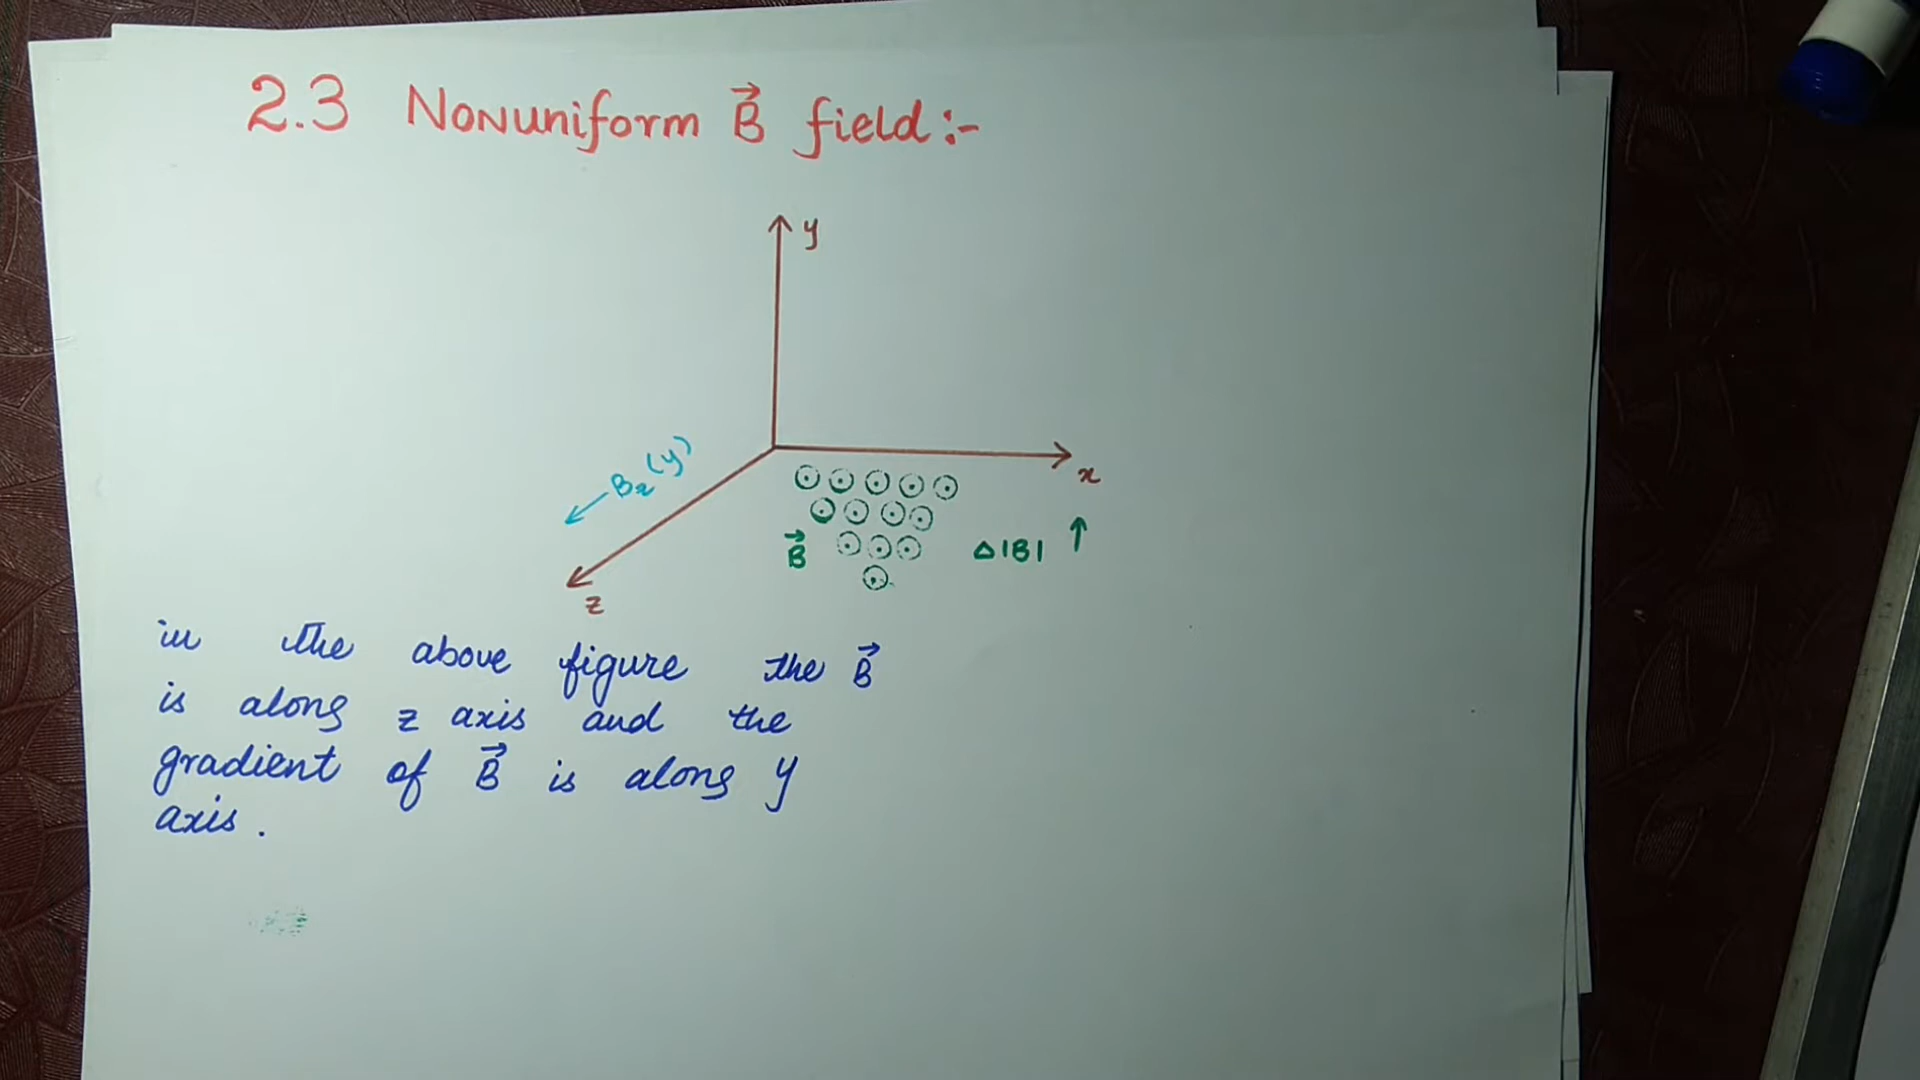 2.3 Nonuniform B⃗ field:-
y
B_z(y)
x
B⃗ Δ|B| ↑
z
in the above figure the B⃗
is along z axis and the
gradient of B⃗ is along y
axis.